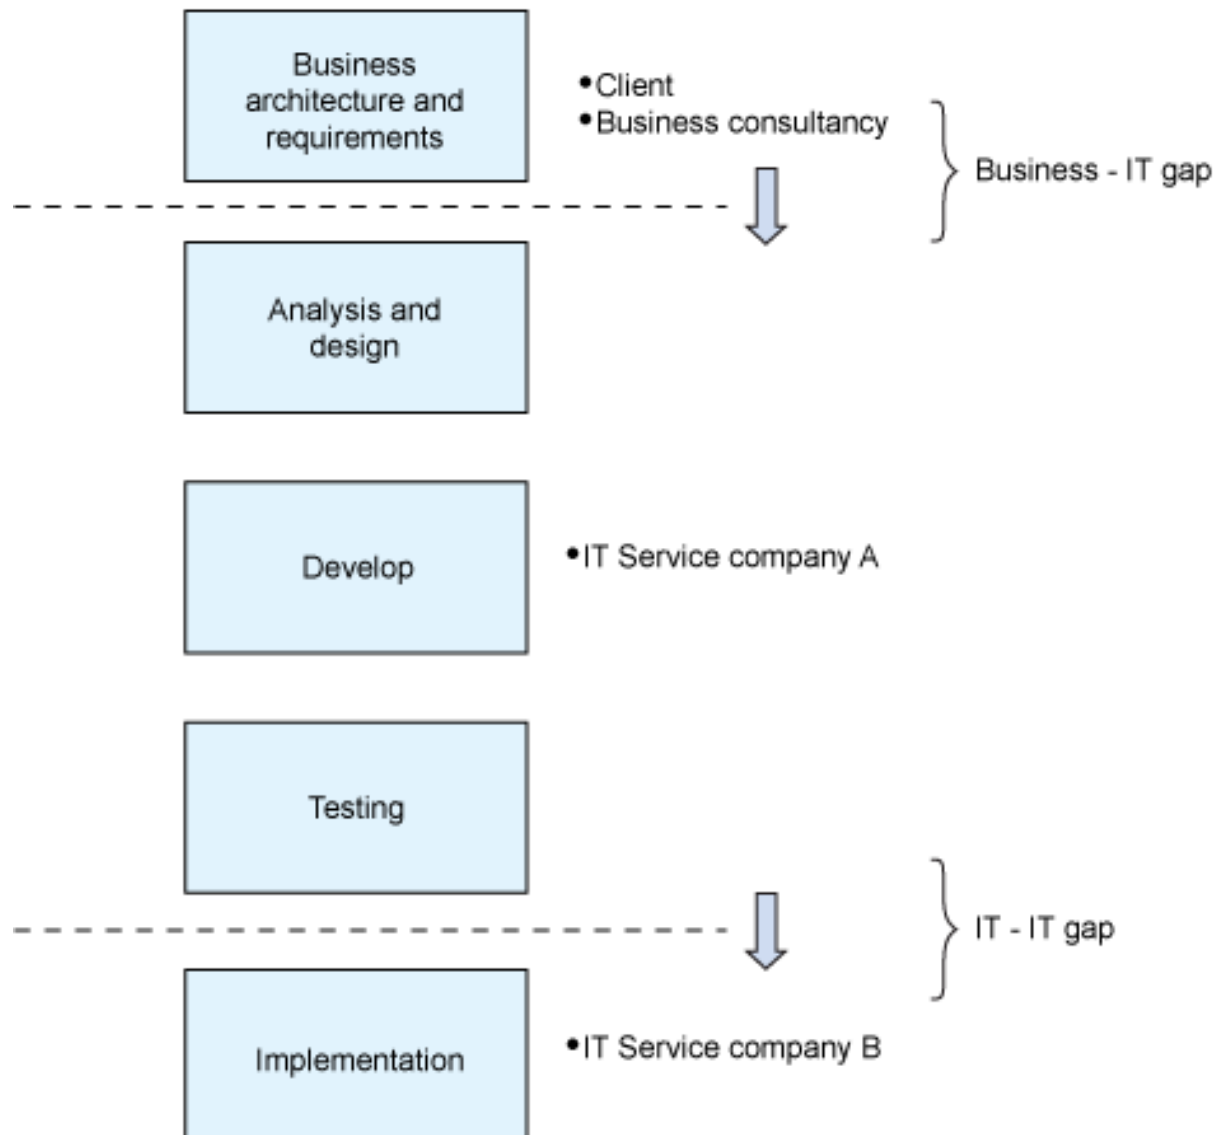 Business
architecture and
requirements
•Client
•Business consultancy
Business - IT gap
Analysis and
design
Develop
•IT Service company A
Testing
IT - IT gap
Implementation
•IT Service company B